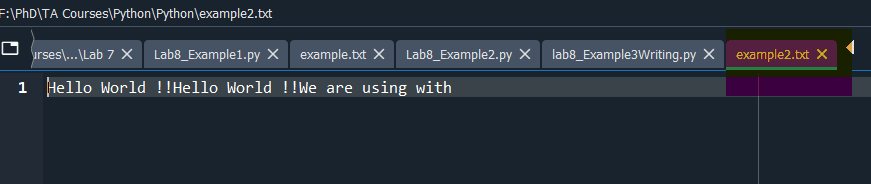 F:\PhD\TA Courses\Python\Python\example2.txt
urses\...\Lab 7 Lab8_Example1.py example.txt Lab8_Example2.py lab8_Example3Writing.py example2.txt
1 Hello World !!Hello World !!We are using with